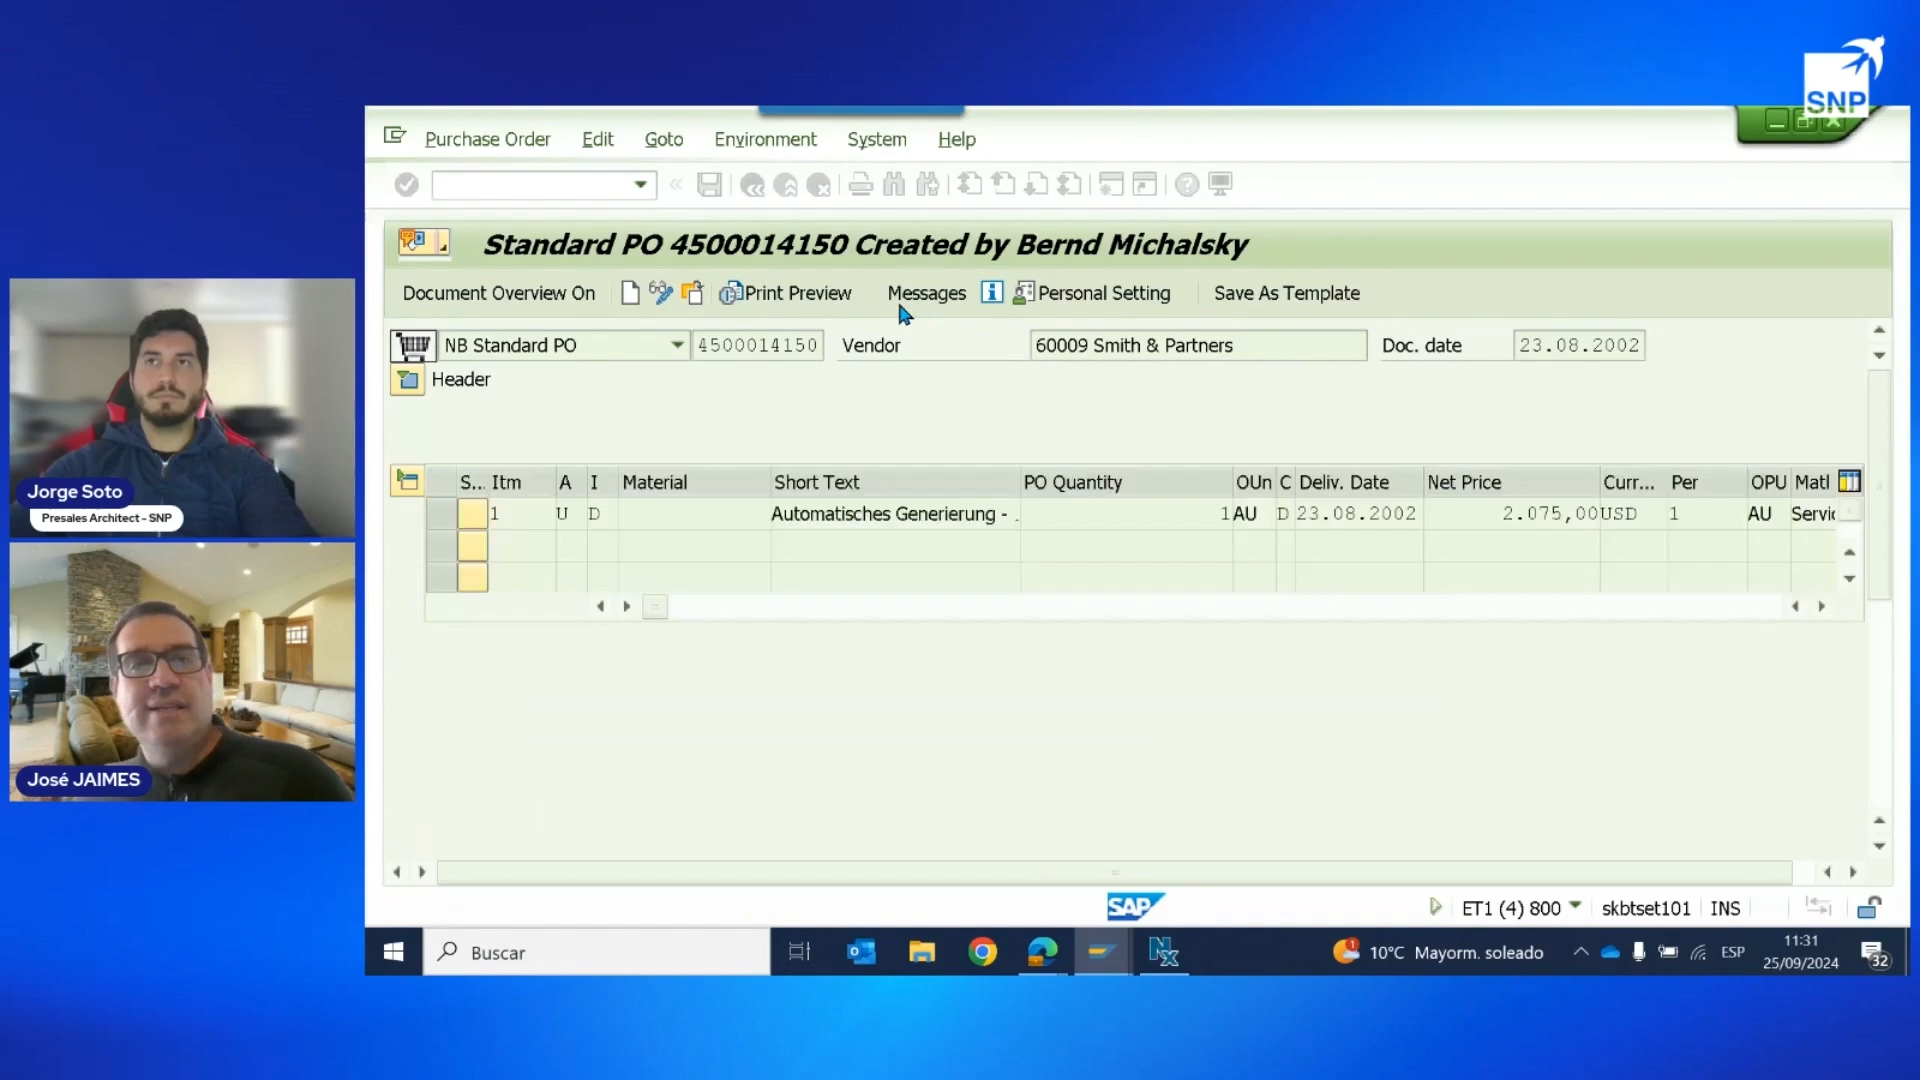 SNP
Purchase Order Edit Goto Environment System Help
Standard PO 4500014150 Created by Bernd Michalsky
Document Overview On Print Preview Messages Personal Setting Save As Template
NB Standard PO 4500014150 Vendor 60009 Smith & Partners Doc. date 23.08.2002
Header
S... Itm A I Material Short Text PO Quantity OUn C Deliv. Date Net Price Curr... Per OPU Matl
1 U D Automatisches Generierung - . 1 AU D 23.08.2002 2.075,00 USD 1 AU Servic
Jorge Soto
Presales Architect - SNP
José JAIMES
SAP
ET1 (4) 800 skbtset101 INS
Buscar
1
10°C Mayorm. soleado
ESP
11:31
25/09/2024
32